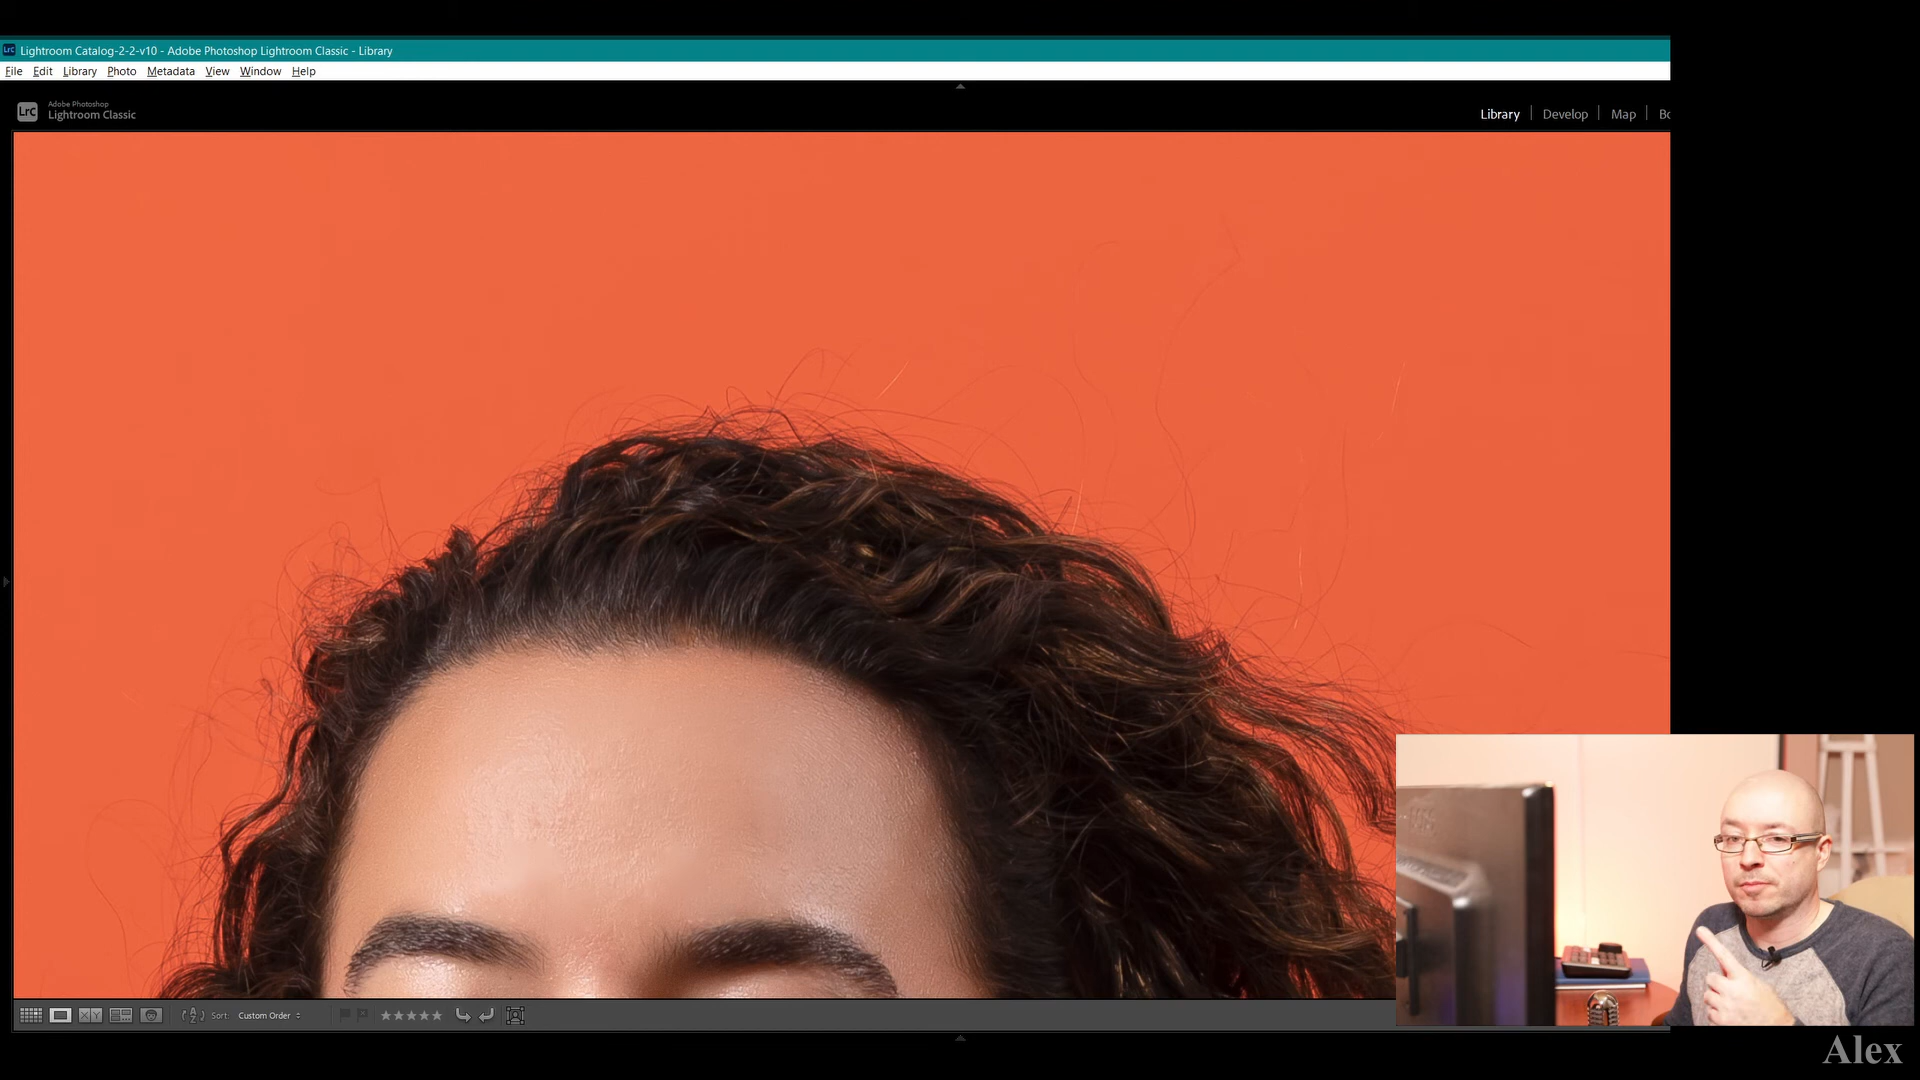 Lightroom Catalog-2-2-v10 - Adobe Photoshop Lightroom Classic - Library
File Edit Library Photo Metadata View Window Help
LrC
Adobe Photoshop
Lightroom Classic
Library | Develop | Map | Bo
Sort: Custom Order
Alex